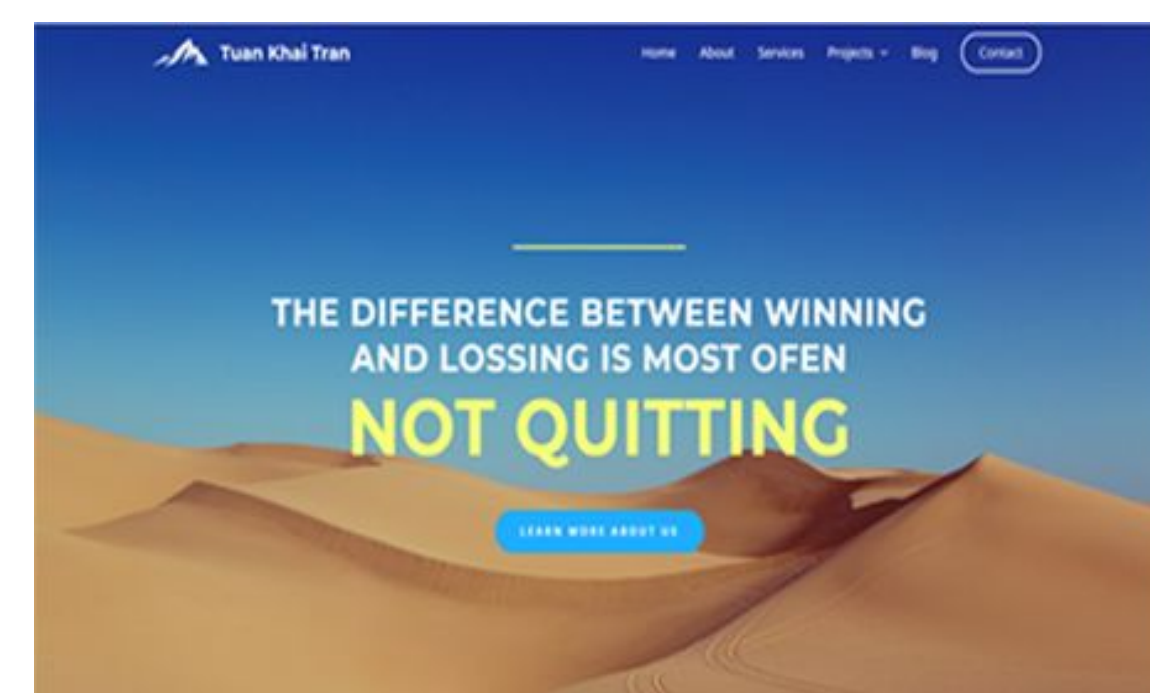 Tuan Khai Tran
Home About Services Projects Blog Contact
THE DIFFERENCE BETWEEN WINNING
AND LOSSING IS MOST OFEN
NOT QUITTING
LEARN MORE ABOUT US